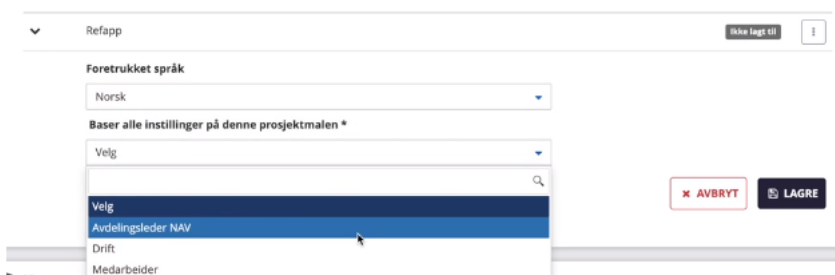 Refapp
Ikke lagt til
Foretrukket språk
Norsk
Baser alle instillinger på denne prosjektmalen *
Velg
AVBRYT
LAGRE
Velg
Avdelingsleder NAV
Drift
Medarbeider